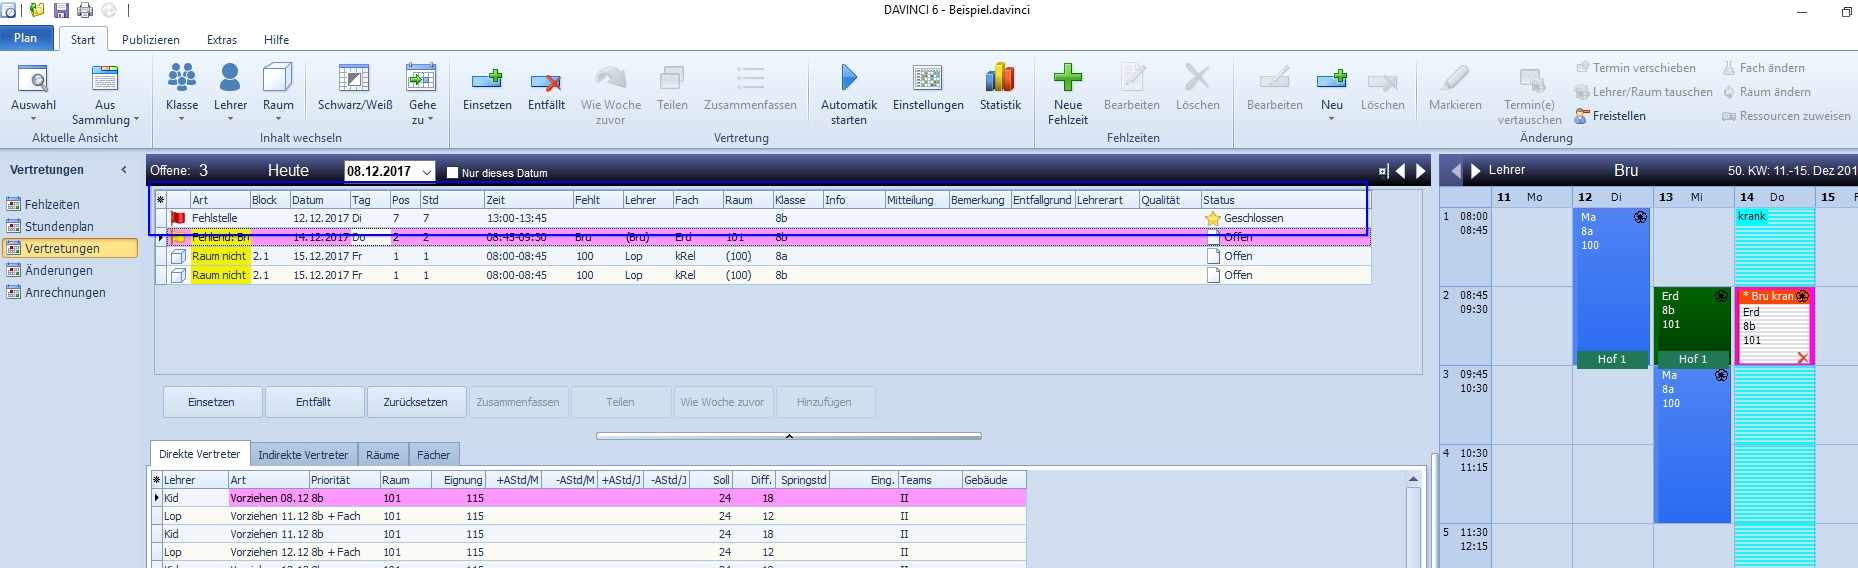 DAVINCI 6 - Beispiel.davinci
Plan Start Publizieren Extras Hilfe
Auswahl
Aus Sammlung
Aktuelle Ansicht
Klasse Lehrer Raum
Schwarz/Weiß
Gehe zu
Inhalt wechseln
Einsetzen Entfällt
Wie Woche zuvor
Teilen Zusammenfassen
Automatik starten
Einstellungen Statistik
Vertretung
Neue Fehlzeit
Bearbeiten Löschen
Fehlzeiten
Bearbeiten Neu Löschen
Markieren
Termin(e) vertauschen
Termin verschieben
Lehrer/Raum tauschen
Freistellen
Fach ändern
Raum ändern
Ressourcen zuweisen
Änderung
Vertretungen
Fehlzeiten
Stundenplan
Vertretungen
Änderungen
Anrechnungen
Offene: 3 Heute 08.12.2017 Nur dieses Datum
Art Block Datum Tag Pos Std Zeit Fehlt Lehrer Fach Raum Klasse Info Mitteilung Bemerkung Entfallgrund Lehrerart Qualität Status
Fehlstelle 12.12.2017 Di 7 7 13:00-13:45 8b Geschlossen
Fehlend: Bru 14.12.2017 Do 2 2 08:45-09:30 Bru (Bru) Erd 101 8b Offen
Raum nicht 2.1 15.12.2017 Fr 1 1 08:00-08:45 100 Lop kRel (100) 8a Offen
Raum nicht 2.1 15.12.2017 Fr 1 1 08:00-08:45 100 Lop kRel (100) 8b Offen
Einsetzen Entfällt Zurücksetzen Zusammenfassen Teilen Wie Woche zuvor Hinzufügen
Direkte Vertreter Indirekte Vertreter Räume Fächer
Lehrer Art Priorität Raum Eignung +AStd/M -AStd/M +AStd/J -AStd/J Soll Diff. Springstd Eing. Teams Gebäude
Kid Vorziehen 08.12 8b 101 115 24 18 II
Lop Vorziehen 11.12 8b + Fach 101 115 24 12 II
Kid Vorziehen 11.12 8b 101 115 24 18 II
Lop Vorziehen 12.12 8b + Fach 101 115 24 12 II
Lehrer Bru 50. KW: 11.-15. Dez 201
11 Mo 12 Di 13 Mi 14 Do 15 F
1 08:00
08:45
Ma
8a
100
Hof 1
krank
2 08:45
09:30
Erd
8b
101
Hof 1
* Bru krank
Erd
8b
101
3 09:45
10:30
Ma
8a
100
4 10:30
11:15
5 11:30
12:15